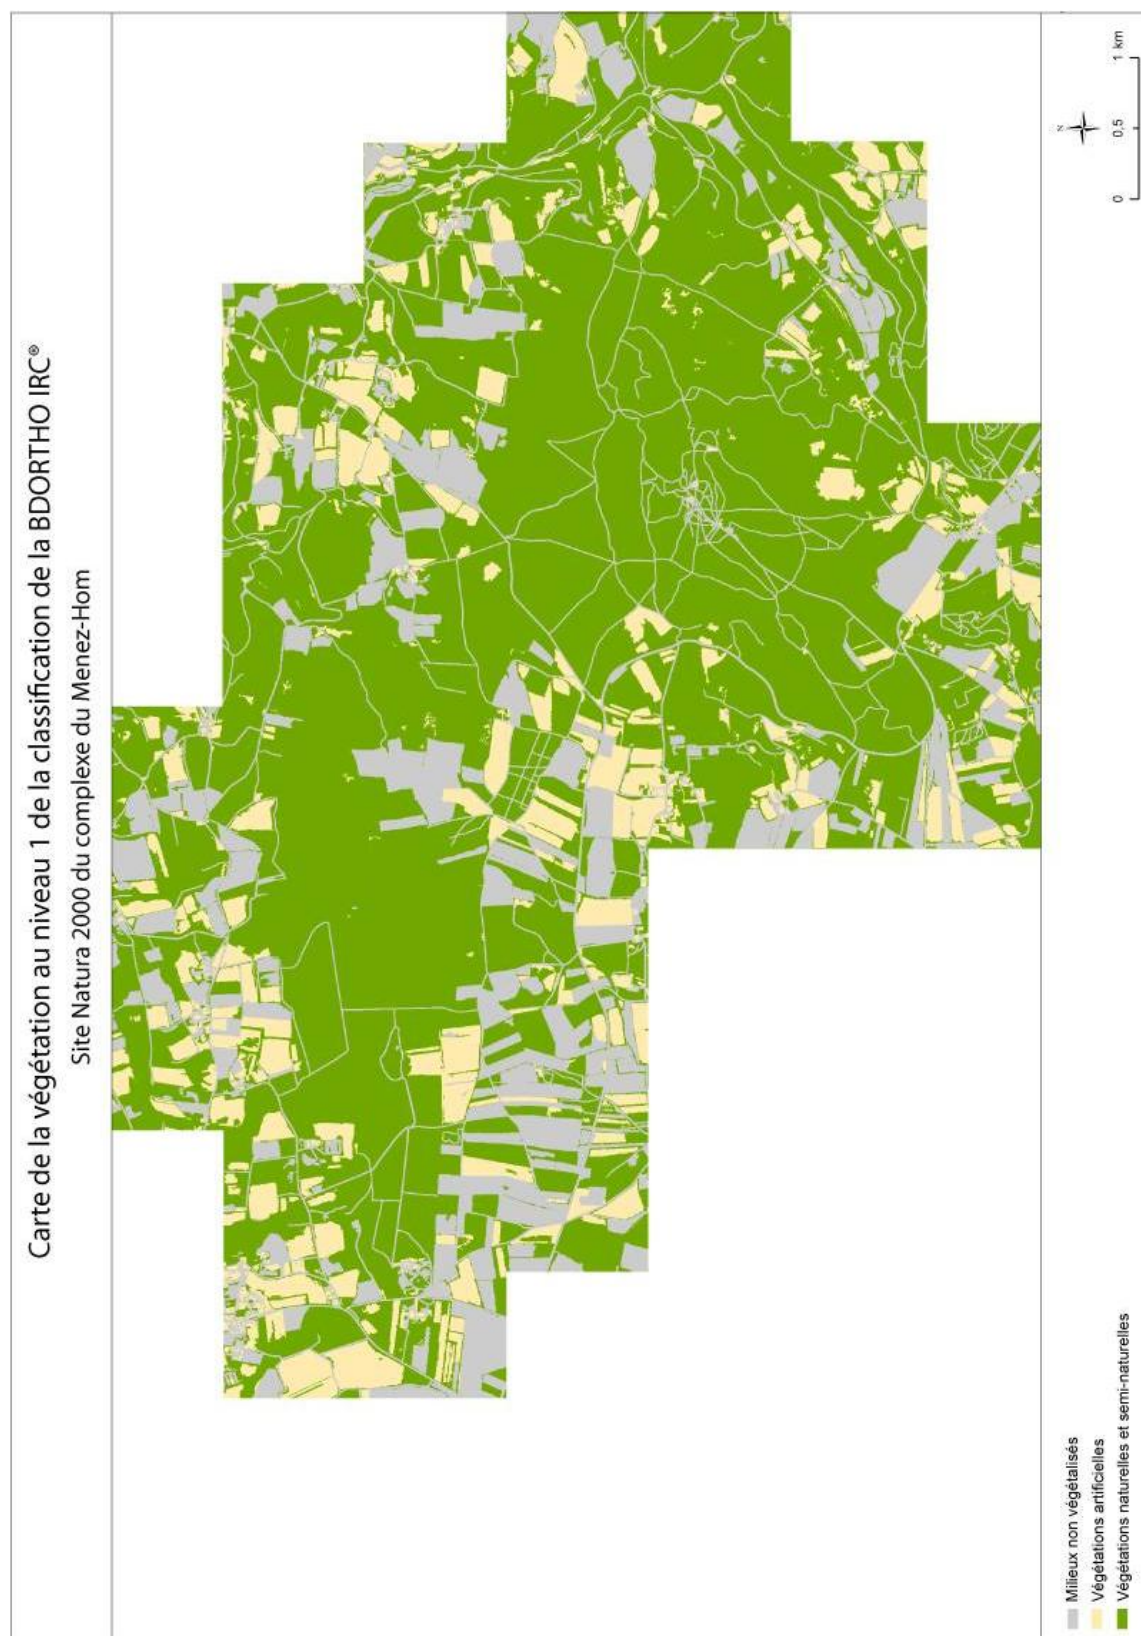 Carte de la végétation au niveau 1 de la classification de la BDORTHO IRC®
Site Natura 2000 du complexe du Menez-Hom
Milieux non végétalisés
Végétations artificielles
Végétations naturelles et semi-naturelles
N
0 0,5 1 km